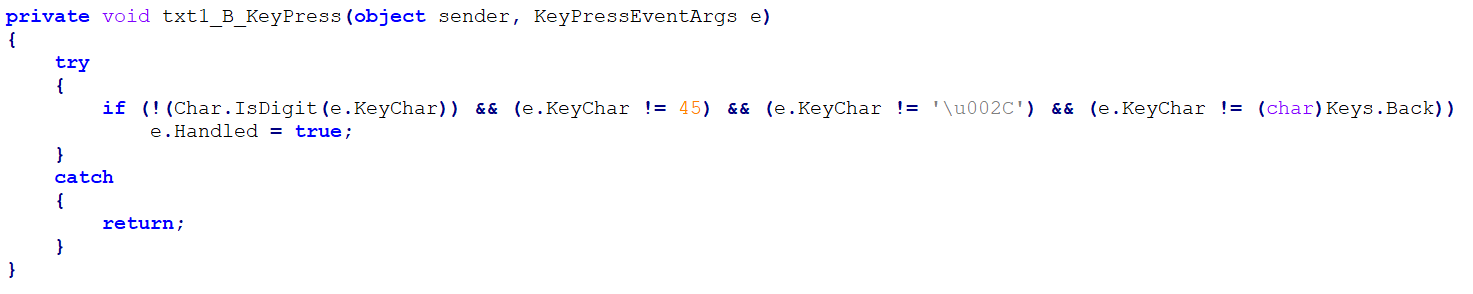 private void txt1_B_KeyPress(object sender, KeyPressEventArgs e)
{
    try
    {
        if (!(Char.IsDigit(e.KeyChar)) && (e.KeyChar != 45) && (e.KeyChar != '\u002C') && (e.KeyChar != (char)Keys.Back))
            e.Handled = true;
    }
    catch
    {
        return;
    }
}